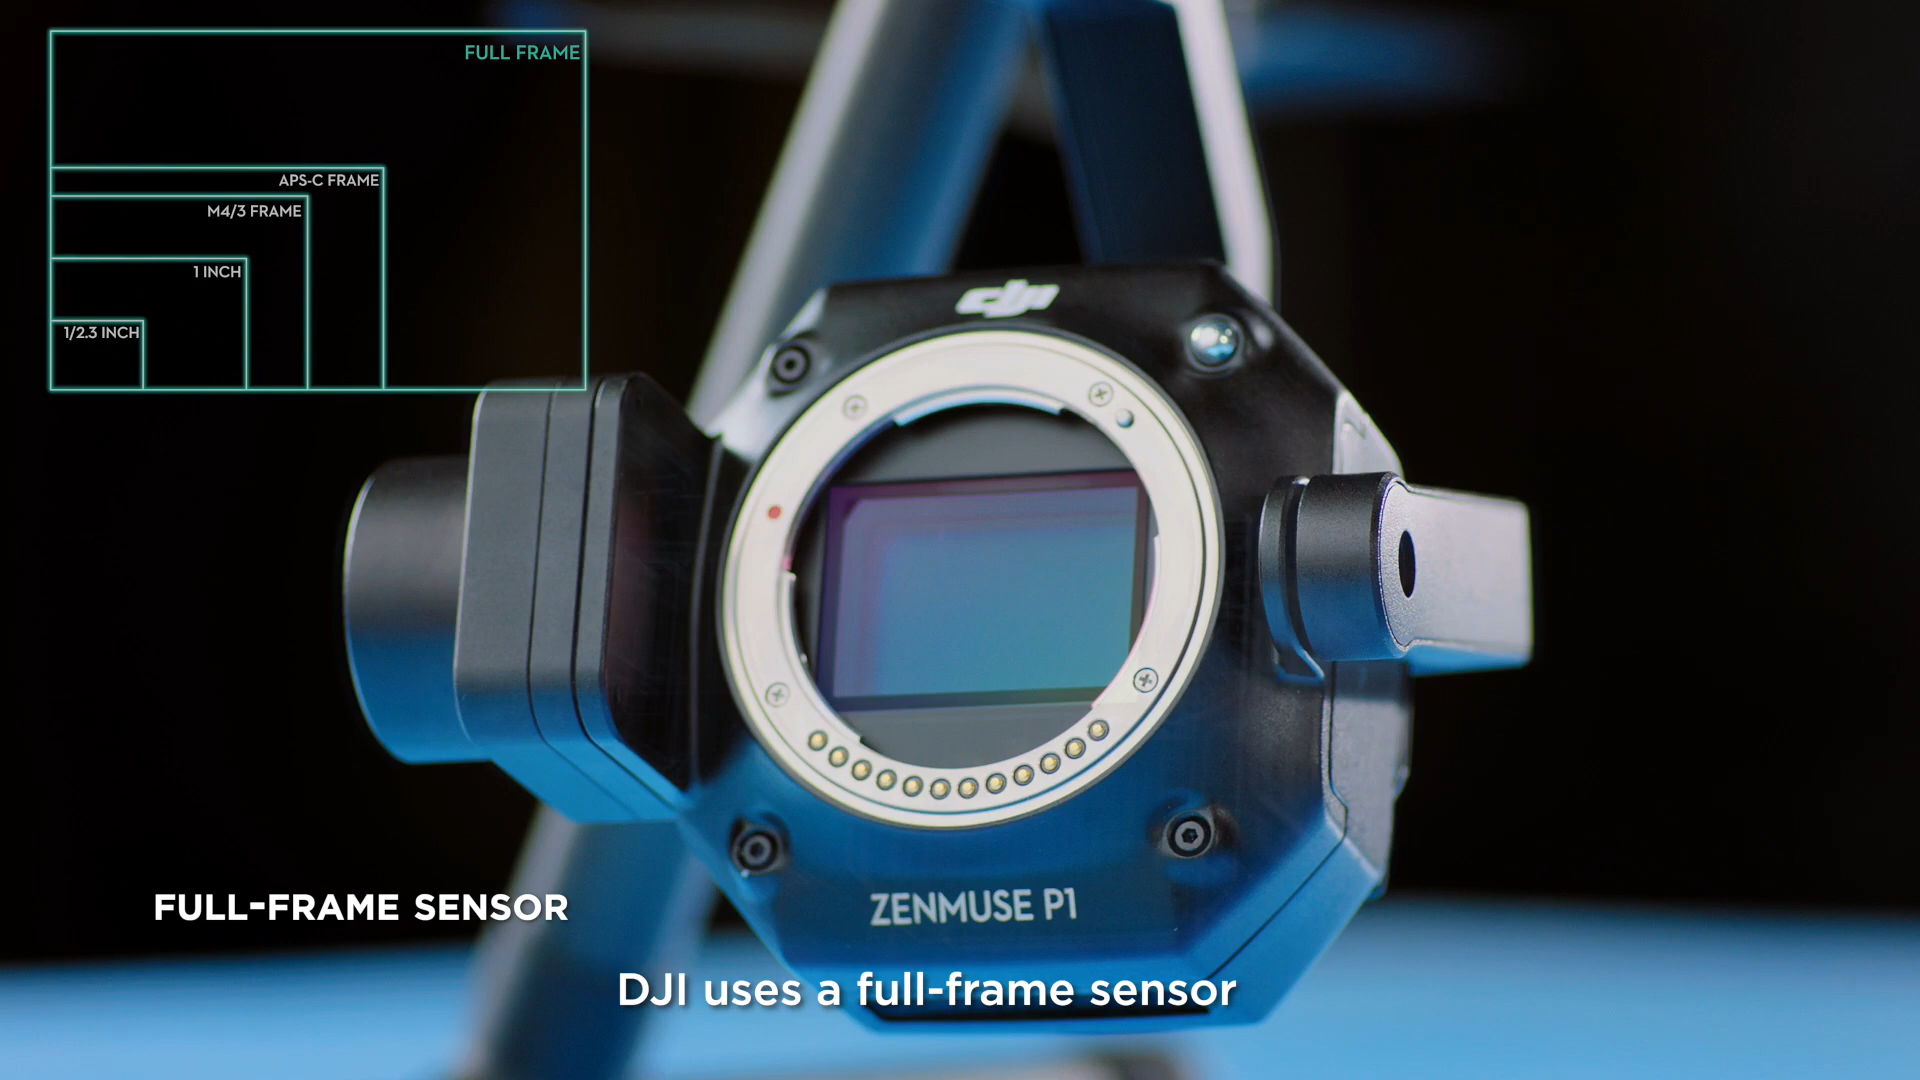 FULL FRAME
APS-C FRAME
M4/3 FRAME
1 INCH
1/2.3 INCH
dji
ZENMUSE P1
FULL-FRAME SENSOR
DJI uses a full-frame sensor